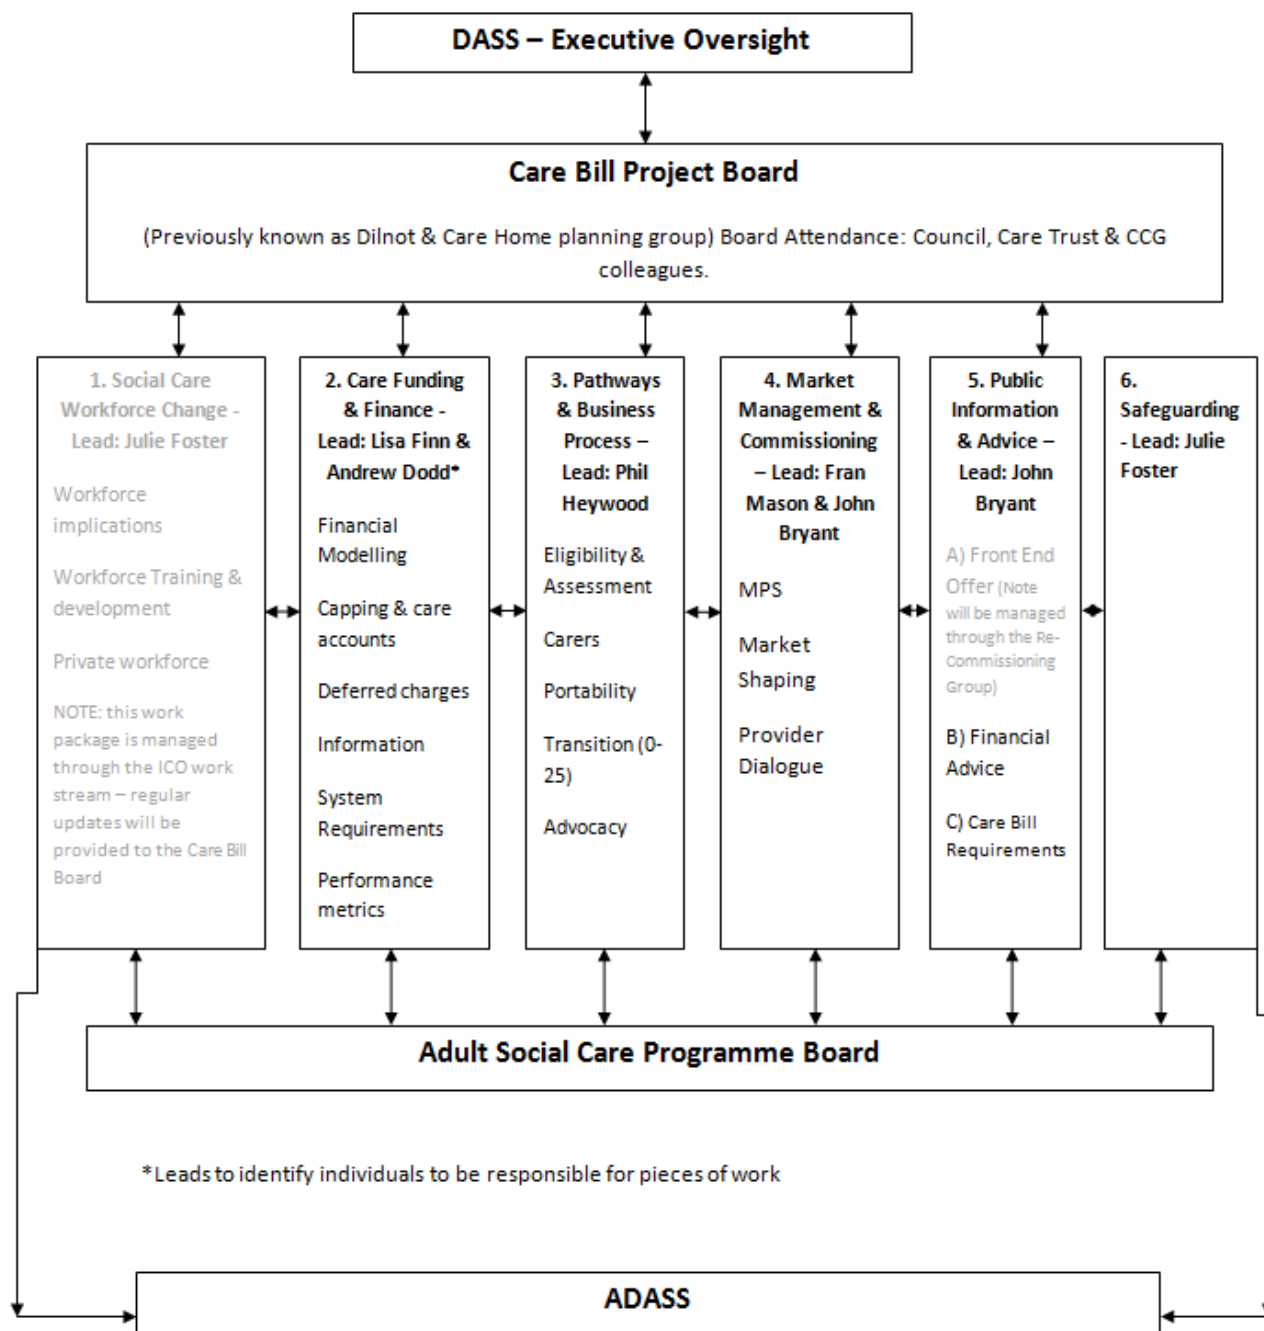 DASS – Executive Oversight
Care Bill Project Board
(Previously known as Dilnot & Care Home planning group) Board Attendance: Council, Care Trust & CCG
colleagues.
1. Social Care
Workforce Change -
Lead: Julie Foster
Workforce
implications
Workforce Training &
development
Private workforce
NOTE: this work
package is managed
through the ICO work
stream – regular
updates will be
provided to the Care Bill
Board
2. Care Funding
& Finance -
Lead: Lisa Finn &
Andrew Dodd*
Financial
Modelling
Capping & care
accounts
Deferred charges
Information
System
Requirements
Performance
metrics
3. Pathways
& Business
Process –
Lead: Phil
Heywood
Eligibility &
Assessment
Carers
Portability
Transition (0-
25)
Advocacy
4. Market
Management &
Commissioning
– Lead: Fran
Mason & John
Bryant
MPS
Market
Shaping
Provider
Dialogue
5. Public
Information
& Advice –
Lead: John
Bryant
A) Front End
Offer (Note
will be managed
through the Re-
Commissioning
Group)
B) Financial
Advice
C) Care Bill
Requirements
6.
Safeguarding
- Lead: Julie
Foster
Adult Social Care Programme Board
*Leads to identify individuals to be responsible for pieces of work
ADASS